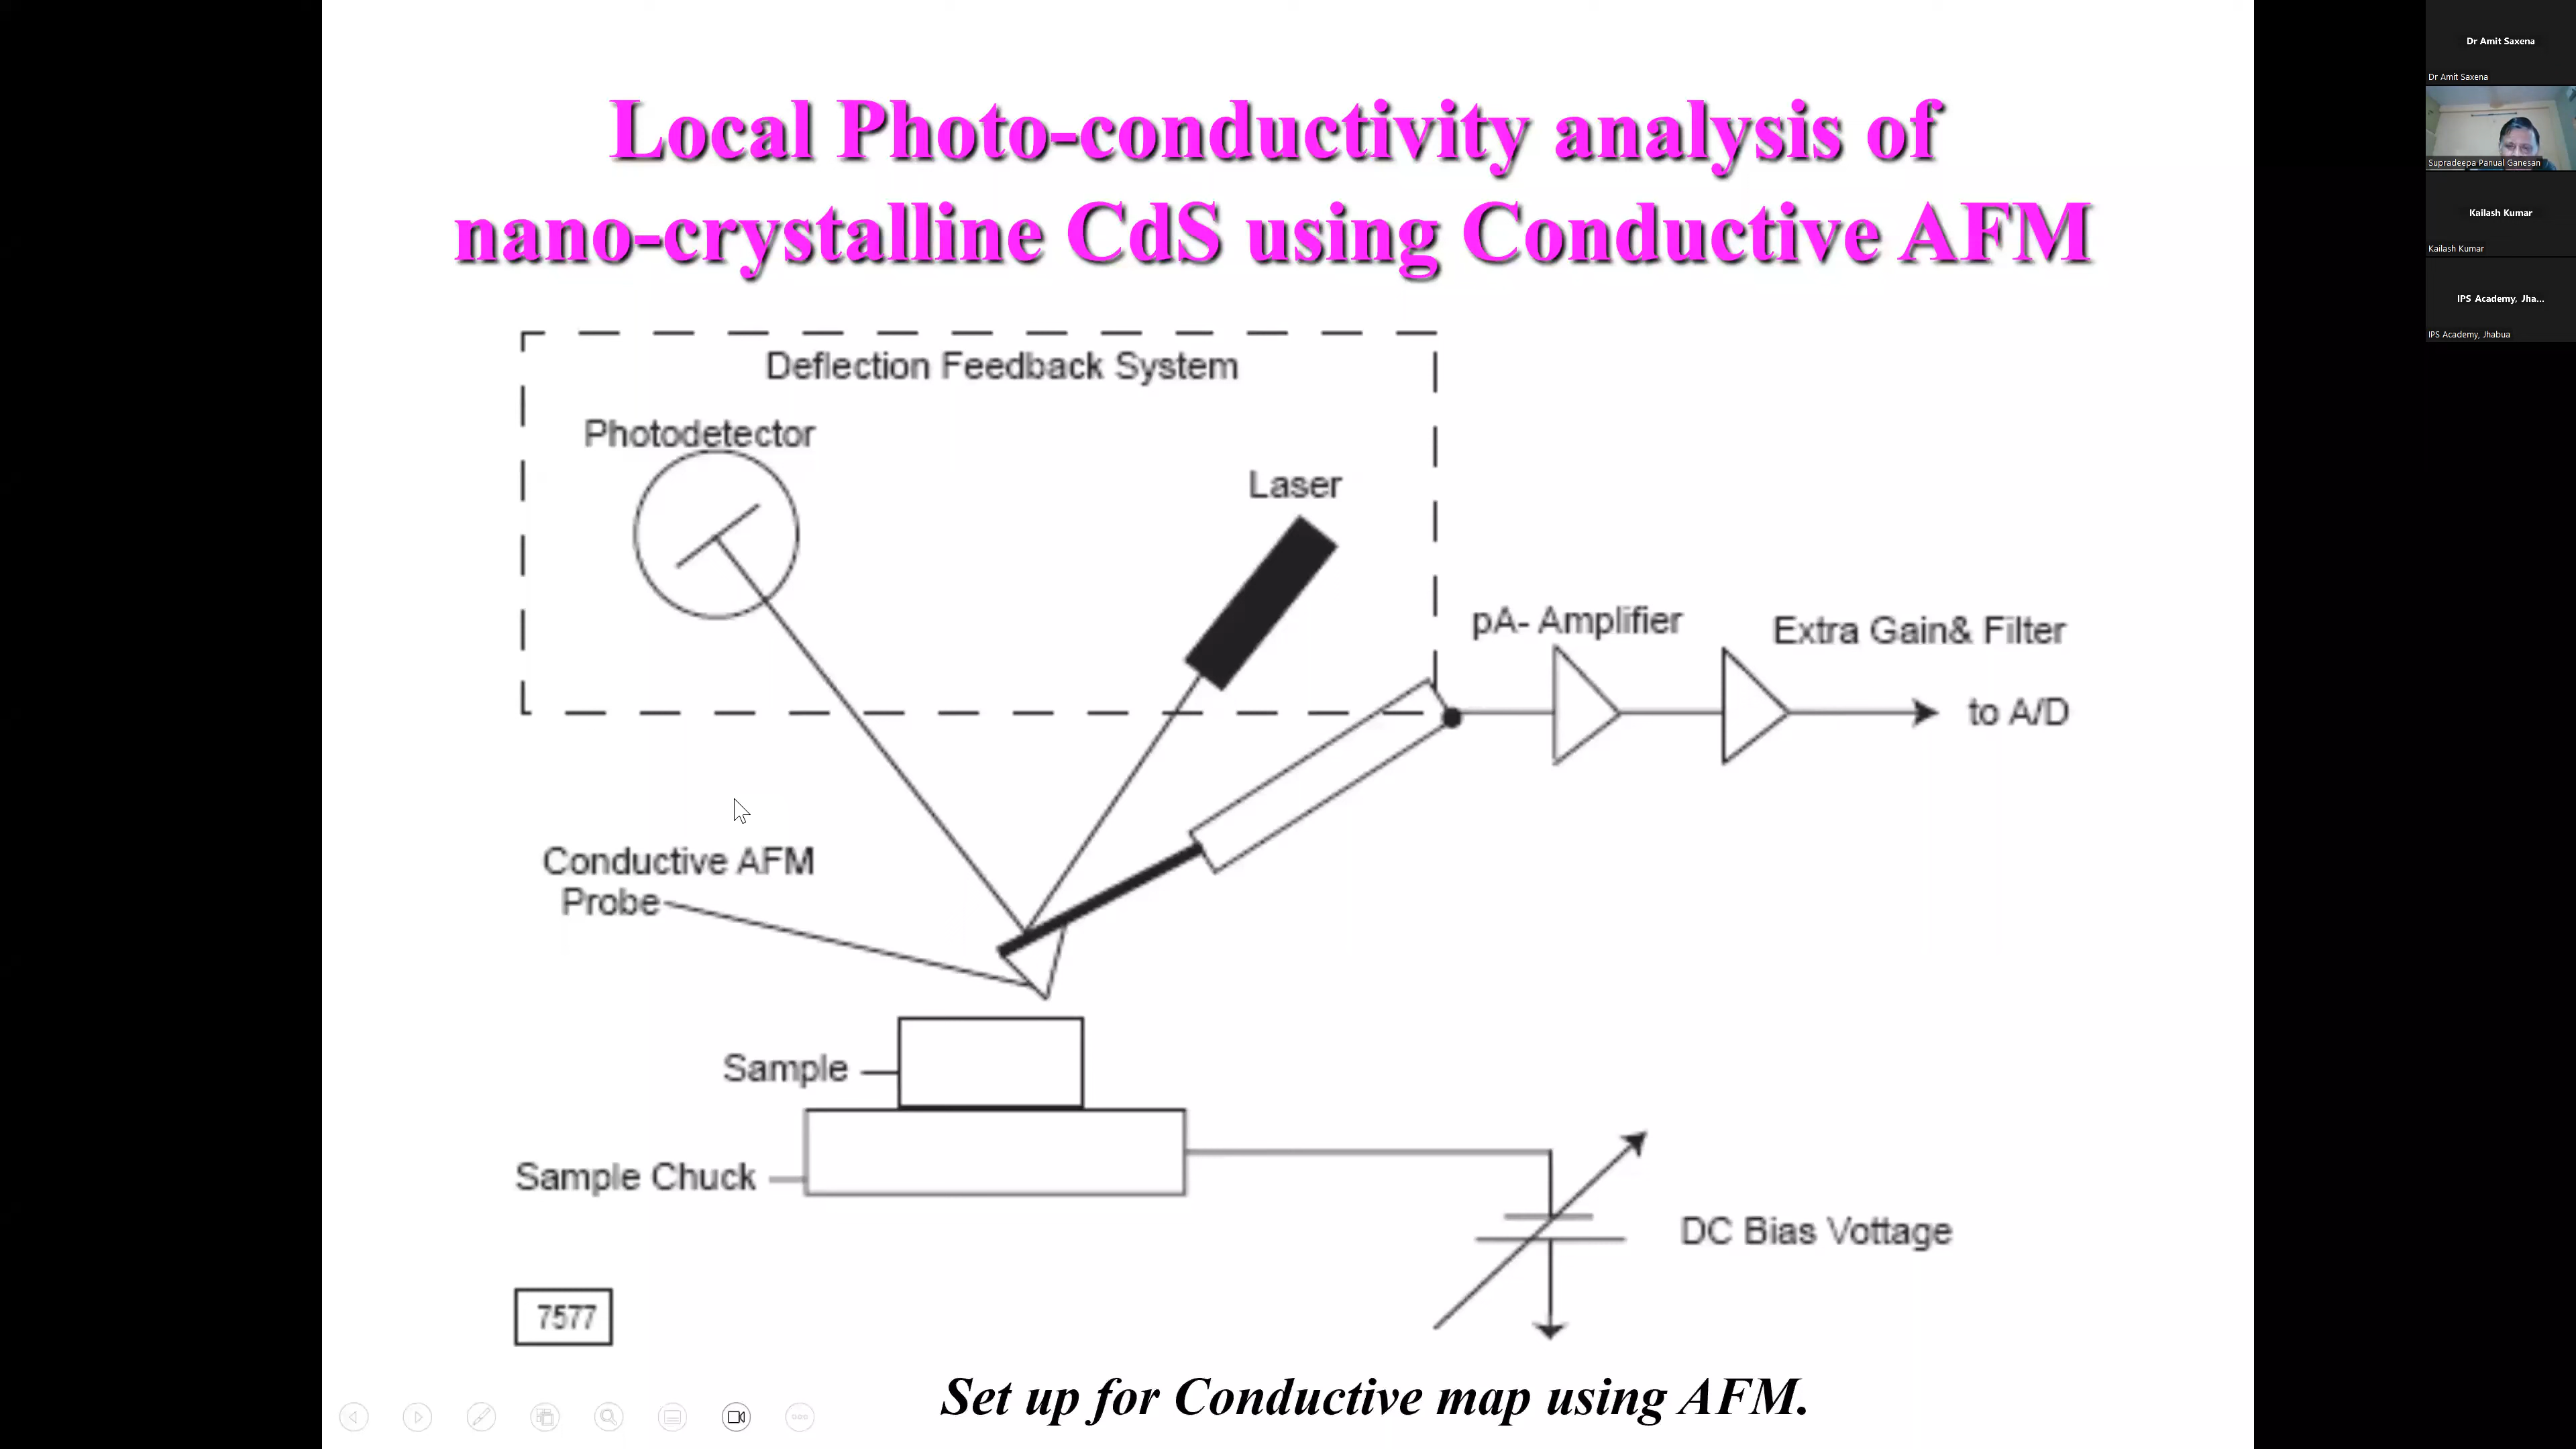 Local Photo-conductivity analysis of
nano-crystalline CdS using Conductive AFM
Deflection Feedback System
Photodetector
Laser
pA- Amplifier
Extra Gain& Filter
to A/D
Conductive AFM
Probe
Sample
Sample Chuck
DC Bias Vottage
7577
Set up for Conductive map using AFM.
Dr Amit Saxena
Dr Amit Saxena
Supradeepa Panual Ganesan
Kailash Kumar
Kailash Kumar
IPS Academy, Jha...
IPS Academy, Jhabua